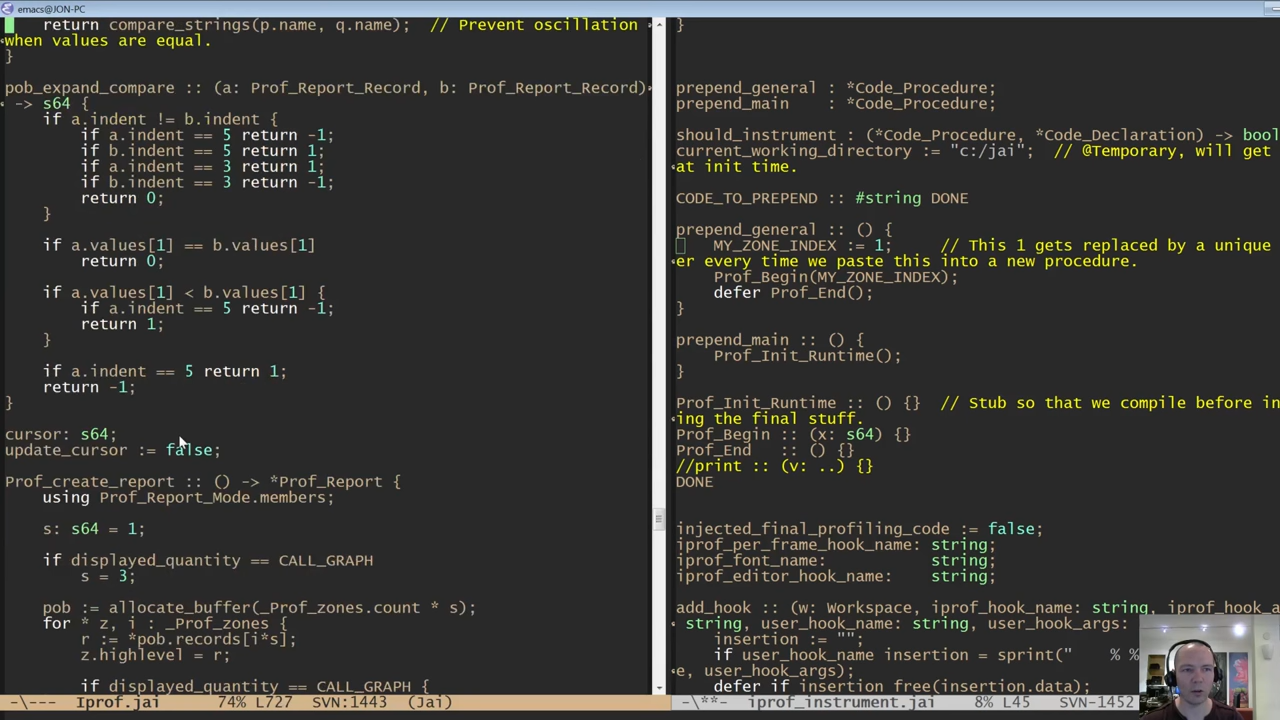 emacs@JON-PC
    return compare_strings(p.name, q.name);  // Prevent oscillation
when values are equal.
}
pob_expand_compare :: (a: Prof_Report_Record, b: Prof_Report_Record)
 -> s64 {
    if a.indent != b.indent {
        if a.indent == 5 return -1;
        if b.indent == 5 return 1;
        if a.indent == 3 return 1;
        if b.indent == 3 return -1;
        return 0;
    }
    if a.values[1] == b.values[1]
        return 0;
    if a.values[1] < b.values[1] {
        if a.indent == 5 return -1;
        return 1;
    }
    if a.indent == 5 return 1;
    return -1;
}
cursor: s64;
update_cursor := false;
Prof_create_report :: () -> *Prof_Report {
    using Prof_Report_Mode.members;
    s: s64 = 1;
    if displayed_quantity == CALL_GRAPH
        s = 3;
    pob := allocate_buffer(_Prof_zones.count * s);
    for * z, i : _Prof_zones {
        r := *pob.records[i*s];
        z.highlevel = r;
        if displayed_quantity == CALL_GRAPH {
-\---  Iprof.jai      74% L727   SVN:1443  (Jai)
}
prepend_general : *Code_Procedure;
prepend_main    : *Code_Procedure;
should_instrument : (*Code_Procedure, *Code_Declaration) -> bool
current_working_directory := "c:/jai";  // @Temporary, will get
at init time.
CODE_TO_PREPEND :: #string DONE
prepend_general :: () {
    MY_ZONE_INDEX := 1;     // This 1 gets replaced by a unique
er every time we paste this into a new procedure.
    Prof_Begin(MY_ZONE_INDEX);
    defer Prof_End();
}
prepend_main :: () {
    Prof_Init_Runtime();
}
Prof_Init_Runtime :: () {}  // Stub so that we compile before in
ing the final stuff.
Prof_Begin :: (x: s64) {}
Prof_End   :: () {}
//print :: (v: ..) {}
DONE
injected_final_profiling_code := false;
iprof_per_frame_hook_name: string;
iprof_font_name:           string;
iprof_editor_hook_name:    string;
add_hook :: (w: Workspace, iprof_hook_name: string, iprof_hook_a
 string, user_hook_name: string, user_hook_args:
    insertion := "";
    if user_hook_name insertion = sprint("    % %
e, user_hook_args);
    defer if insertion free(insertion.data);
-\**-  iprof_instrument.jai   8% L45    SVN-1452